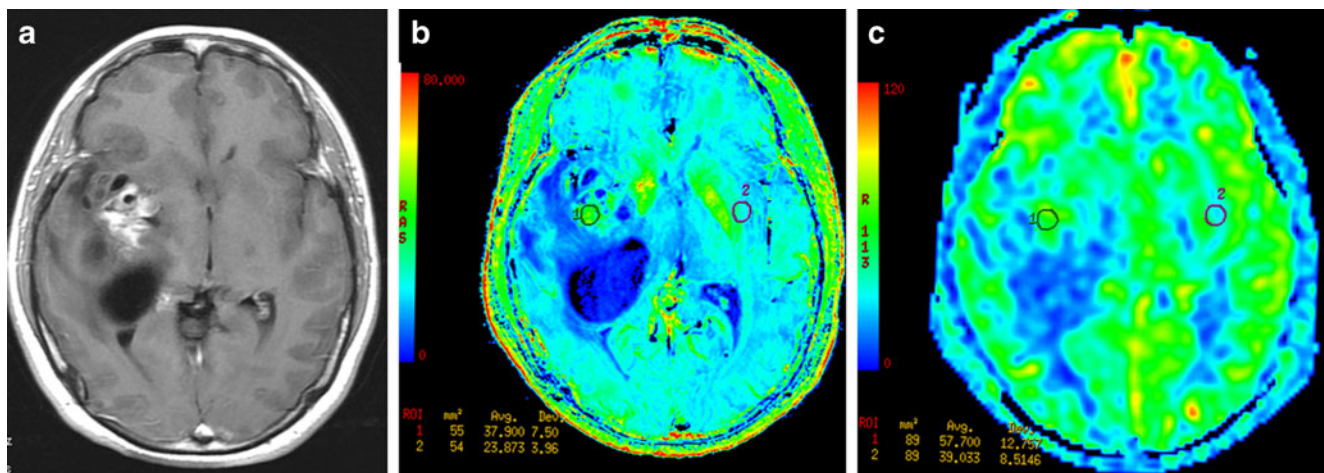 a
b
c
80.000
R
A
S
0
1
2
ROI mm² Avg. Dev.
1 55 37.900 7.50
2 54 23.873 3.96
120
R
113
0
1
2
ROI mm² Avg. Dev.
1 89 57.700 12.757
2 89 39.033 8.5146